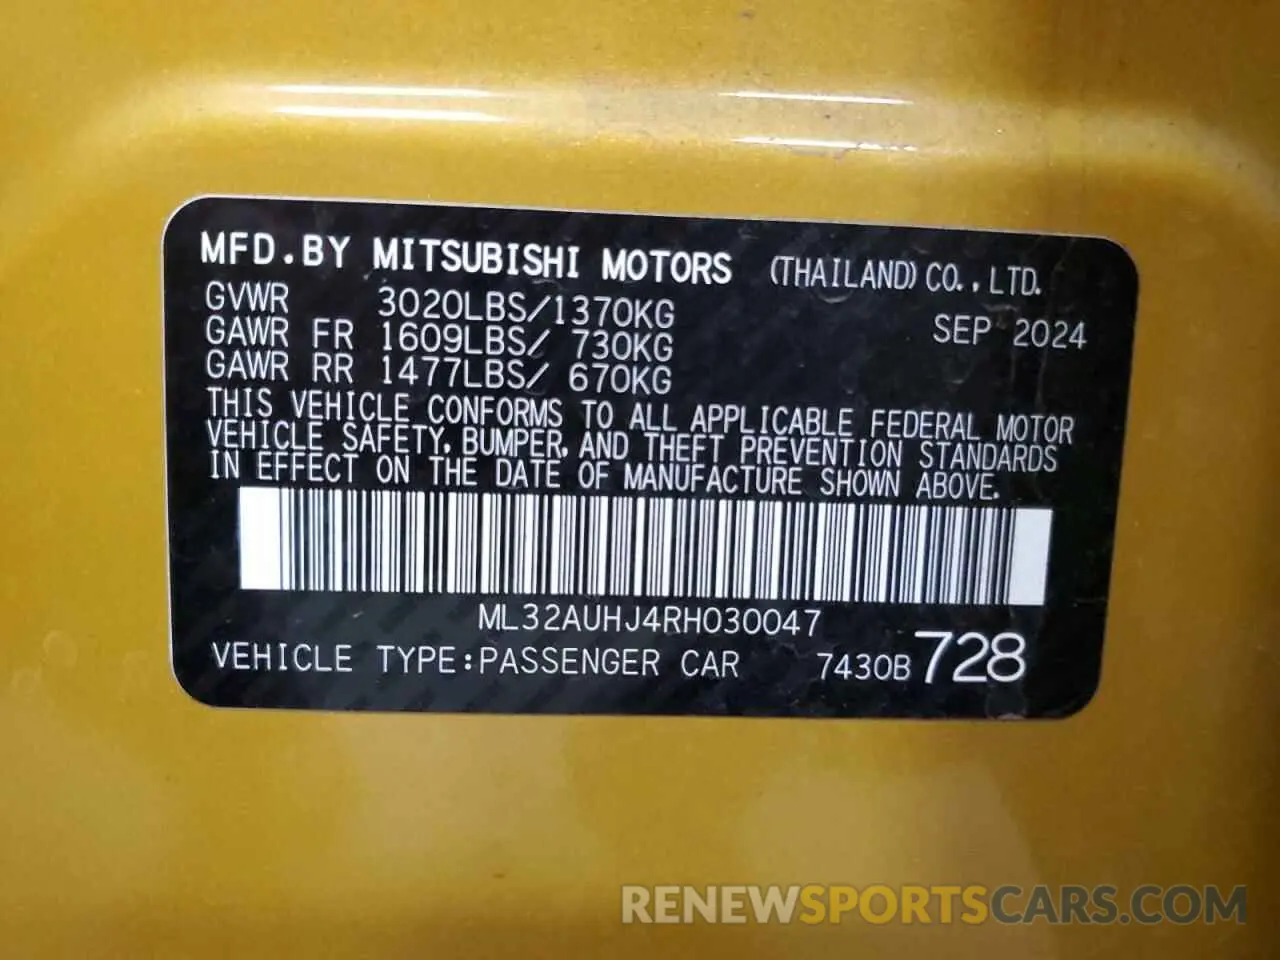 MFD.BY MITSUBISHI MOTORS (THAILAND) CO.,LTD.
GVWR 3020LBS/1370KG SEP 2024
GAWR FR 1609LBS/ 730KG
GAWR RR 1477LBS/ 670KG
THIS VEHICLE CONFORMS TO ALL APPLICABLE FEDERAL MOTOR
VEHICLE SAFETY, BUMPER, AND THEFT PREVENTION STANDARDS
IN EFFECT ON THE DATE OF MANUFACTURE SHOWN ABOVE.
ML32AUHJ4RH030047
VEHICLE TYPE:PASSENGER CAR 7430B 728
RENEWSPORTSCARS.COM